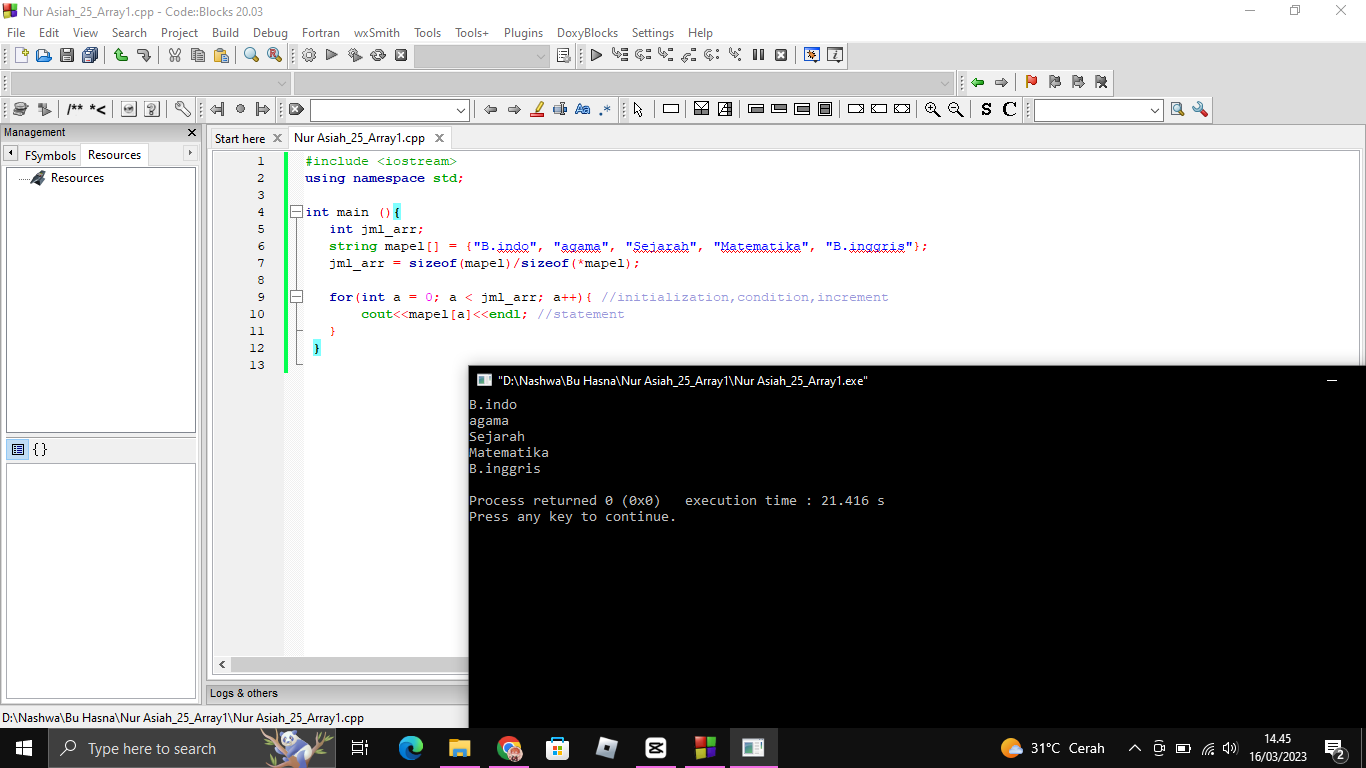 Nur Asiah_25_Array1.cpp - Code::Blocks 20.03
File Edit View Search Project Build Debug Fortran wxSmith Tools Tools+ Plugins DoxyBlocks Settings Help
/** *<
Aa .*
S C
Management
FSymbols Resources
Resources
{}
Start here Nur Asiah_25_Array1.cpp
1 #include <iostream>
2 using namespace std;
3
4 int main (){
5 int jml_arr;
6 string mapel[] = {"B.indo", "agama", "Sejarah", "Matematika", "B.inggris"};
7 jml_arr = sizeof(mapel)/sizeof(*mapel);
8
9 for(int a = 0; a < jml_arr; a++){ //initialization,condition,increment
10 cout<<mapel[a]<<endl; //statement
11 }
12 }
13
"D:\Nashwa\Bu Hasna\Nur Asiah_25_Array1\Nur Asiah_25_Array1.exe"
B.indo
agama
Sejarah
Matematika
B.inggris
Process returned 0 (0x0) execution time : 21.416 s
Press any key to continue.
Logs & others
D:\Nashwa\Bu Hasna\Nur Asiah_25_Array1\Nur Asiah_25_Array1.cpp
Type here to search
31°C Cerah
14.45
16/03/2023
2